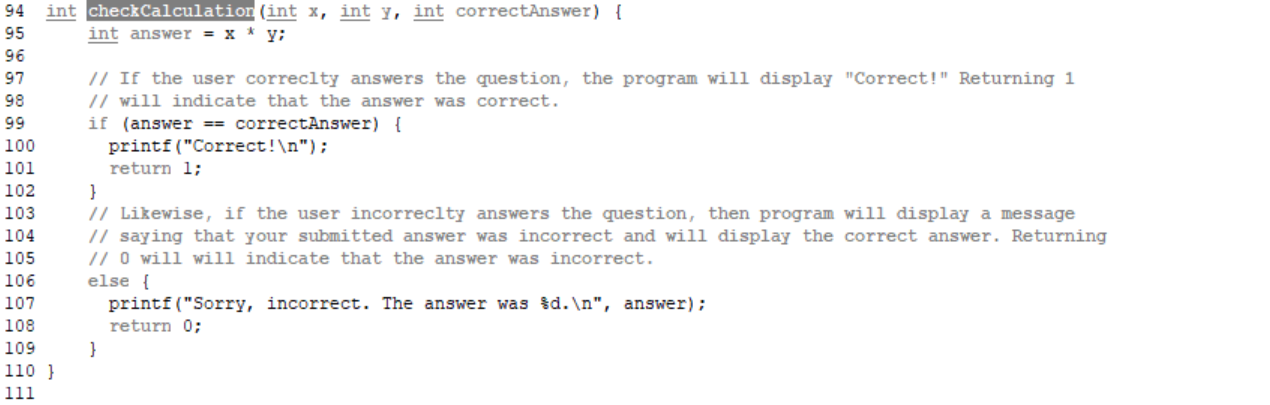 94 int checkCalculation(int x, int y, int correctAnswer) {
95 int answer = x * y;
96
97 // If the user correclty answers the question, the program will display "Correct!" Returning 1
98 // will indicate that the answer was correct.
99 if (answer == correctAnswer) {
100 printf("Correct!\n");
101 return 1;
102 }
103 // Likewise, if the user incorreclty answers the question, then program will display a message
104 // saying that your submitted answer was incorrect and will display the correct answer. Returning
105 // 0 will will indicate that the answer was incorrect.
106 else {
107 printf("Sorry, incorrect. The answer was %d.\n", answer);
108 return 0;
109 }
110 }
111